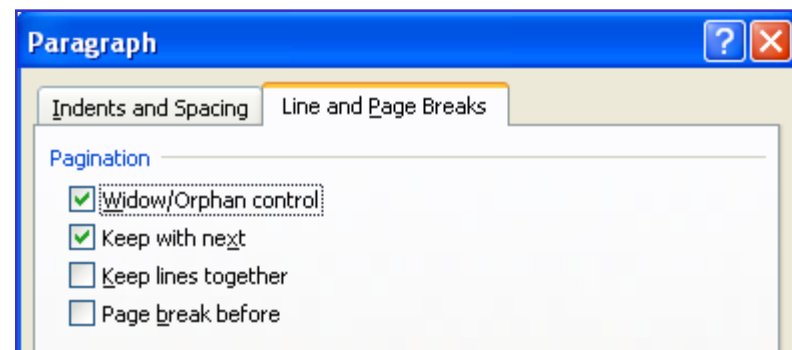 Paragraph ?
Indents and Spacing Line and Page Breaks
Pagination
Widow/Orphan control
Keep with next
Keep lines together
Page break before